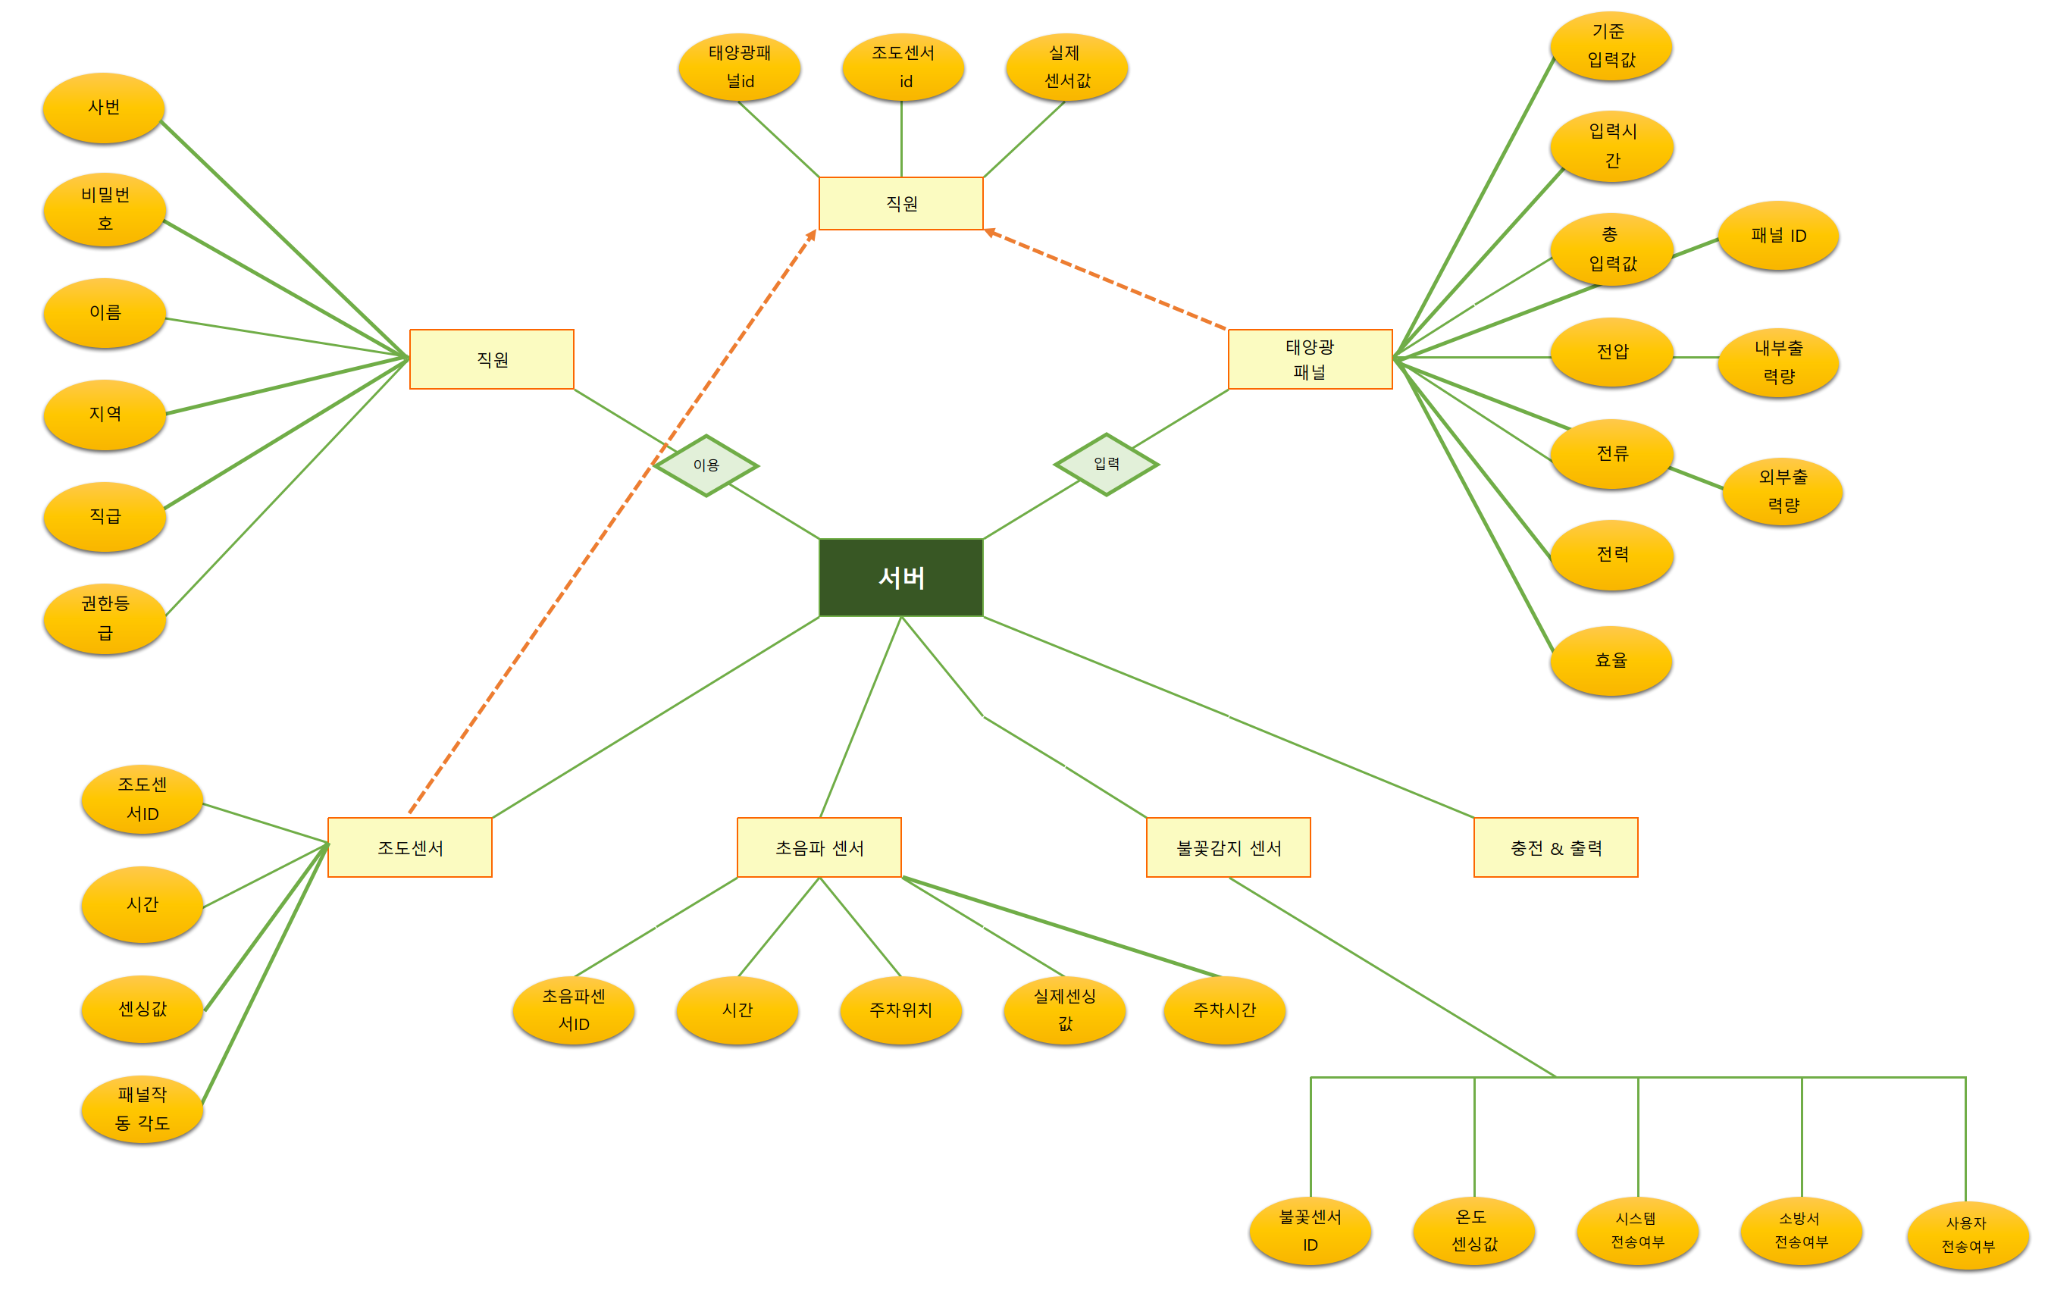 태양광패
널id
조도센서
id
실제
센서값
직원
사번
비밀번
호
이름
지역
직급
권한등
급
직원
이용
기준
입력값
입력시
간
총
입력값
패널 ID
전압
내부출
력량
전류
외부출
력량
전력
효율
태양광
패널
입력
서버
조도센
서ID
시간
센싱값
패널작
동 각도
조도센서
초음파 센서
불꽃감지 센서
충전 & 출력
초음파센
서ID
시간
주차위치
실제센싱
값
주차시간
불꽃센서
ID
온도
센싱값
시스템
전송여부
소방서
전송여부
사용자
전송여부